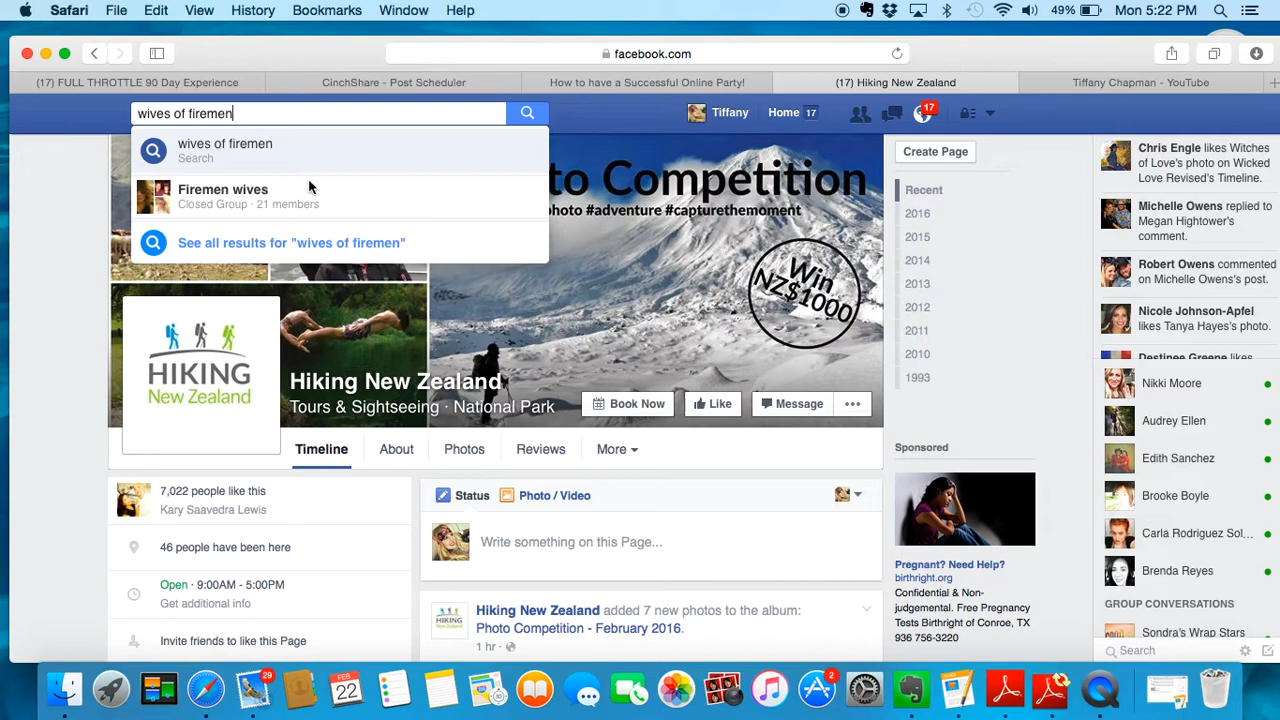 Safari File Edit View History Bookmarks Window Help 49% Mon 5:22 PM
facebook.com
(17) FULL THROTTLE 90 Day Experience CinchShare - Post Scheduler How to have a Successful Online Party! (17) Hiking New Zealand Tiffany Chapman - YouTube
wives of firemen
Tiffany Home 17 17
wives of firemen
Search
Firemen wives
Closed Group · 21 members
See all results for "wives of firemen"
to Competition
photo #adventure #capturethemoment
Win
NZ$1000
HIKING
New Zealand
Hiking New Zealand
Tours & Sightseeing · National Park
Book Now Like Message
Timeline About Photos Reviews More
7,022 people like this
Kary Saavedra Lewis
46 people have been here
Open · 9:00AM - 5:00PM
Get additional info
Invite friends to like this Page
Status Photo / Video
Write something on this Page...
HIKING
Hiking New Zealand added 7 new photos to the album:
Photo Competition - February 2016.
1 hr ·
Create Page
Recent
2016
2015
2014
2013
2012
2011
2010
1993
Sponsored
Pregnant? Need Help?
birthright.org
Confidential & Non-
judgemental. Free Pregnancy
Tests Birthright of Conroe, TX
936 756-3220
Chris Engle likes Witches
of Love's photo on Wicked
Love Revised's Timeline.
Michelle Owens replied to
Megan Hightower's
comment.
Robert Owens commented
on Michelle Owens's post.
Nicole Johnson-Apfel
likes Tanya Hayes's photo.
Destinee Greene likes
Nikki Moore
Audrey Ellen
Edith Sanchez
Brooke Boyle
Carla Rodriguez Sol...
Brenda Reyes
GROUP CONVERSATIONS
Sondra's Wrap Stars
Search
29
FEB
22
2